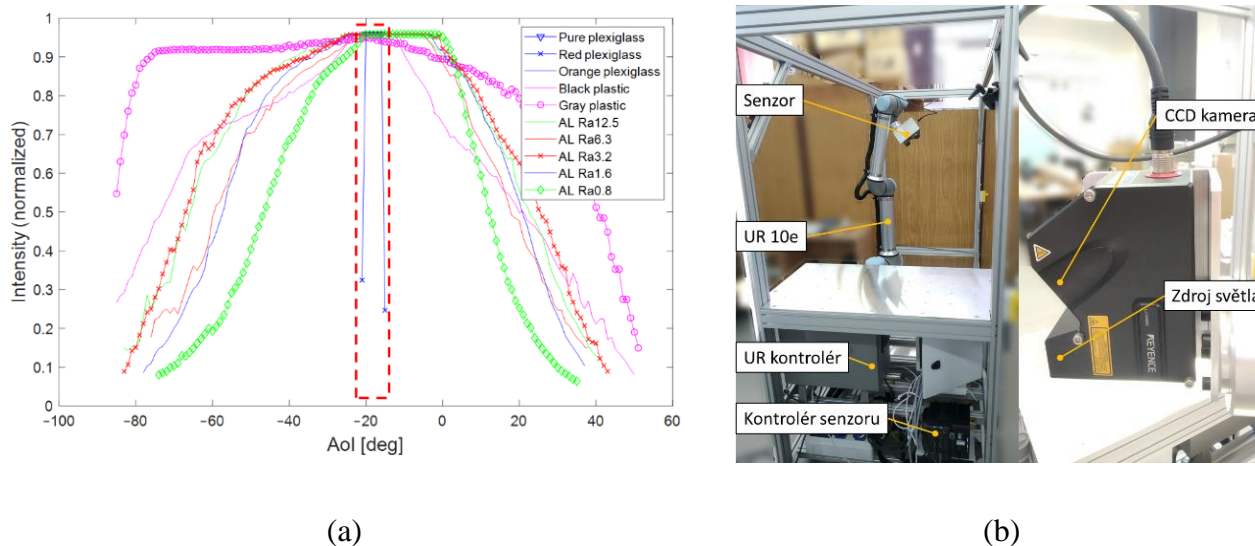 1
0.9
0.8
0.7
0.6
0.5
0.4
0.3
0.2
0.1
0
−100
−80
−60
−40
−20
0
20
40
60
AoI [deg]
Intensity (normalized)
Pure plexiglass
Red plexiglass
Orange plexiglass
Black plastic
Gray plastic
AL Ra12.5
AL Ra6.3
AL Ra3.2
AL Ra1.6
AL Ra0.8
Senzor
UR 10e
UR kontrolér
Kontrolér senzoru
CCD kamera
Zdroj světla
KEYENCE
(a)
(b)